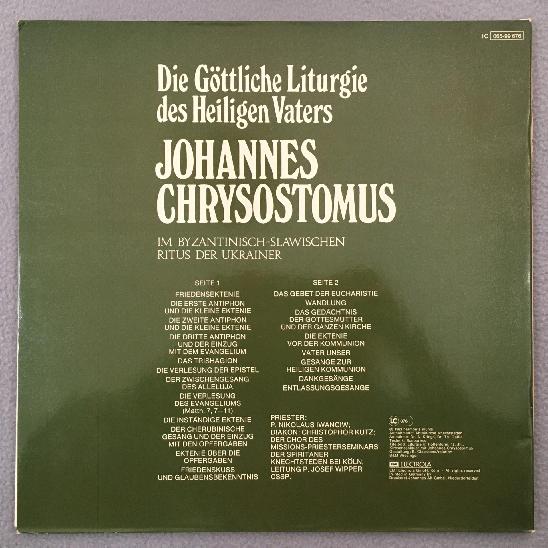 1C 065-99 676
Die Göttliche Liturgie
des Heiligen Vaters
JOHANNES
CHRYSOSTOMUS
IM BYZANTINISCH-SLAWISCHEN
RITUS DER UKRAINER
SEITE 1
FRIEDENSEKTENIE
DIE ERSTE ANTIPHON
UND DIE KLEINE EKTENIE
DIE ZWEITE ANTIPHON
UND DIE KLEINE EKTENIE
DIE DRITTE ANTIPHON
UND DER EINZUG
MIT DEM EVANGELIUM
DAS TRISHAGION
DIE VERLESUNG DER EPISTEL
DER ZWISCHENGESANG
DES ALLELUJA
DIE VERLESUNG
DES EVANGELIUMS
(Matth. 7, 7–11)
DIE INSTÄNDIGE EKTENIE
DER CHERUBINISCHE
GESANG UND DER EINZUG
MIT DEN OPFERGABEN
EKTENIE ÜBER DIE
OPFERGABEN
FRIEDENSKUSS
UND GLAUBENSBEKENNTNIS
SEITE 2
DAS GEBET DER EUCHARISTIE
WANDLUNG
DAS GEDÄCHTNIS
DER GOTTESMUTTER
UND DER GANZEN KIRCHE
DIE EKTENIE
VOR DER KOMMUNION
VATER UNSER
GESÄNGE ZUR
HEILIGEN KOMMUNION
DANKGESÄNGE
ENTLASSUNGSGESÄNGE
PRIESTER:
P. NIKOLAUS IWANCIW,
DIAKON: CHRISTOPHOR KUTZ;
DER CHOR DES
MISSIONS-PRIESTERSEMINARS
DER SPIRITANER
KNECHTSTEDEN BEI KÖLN,
LEITUNG P. JOSEF WIPPER
CSSP.
EMI ELECTROLA